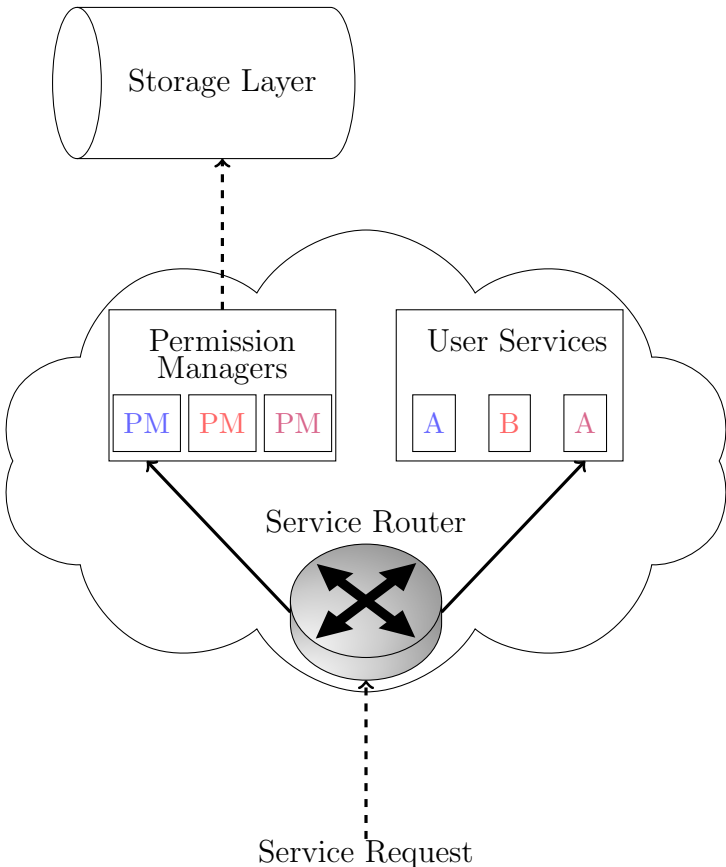 Storage Layer
Permission
Managers
PM PM PM
User Services
A B A
Service Router
Service Request